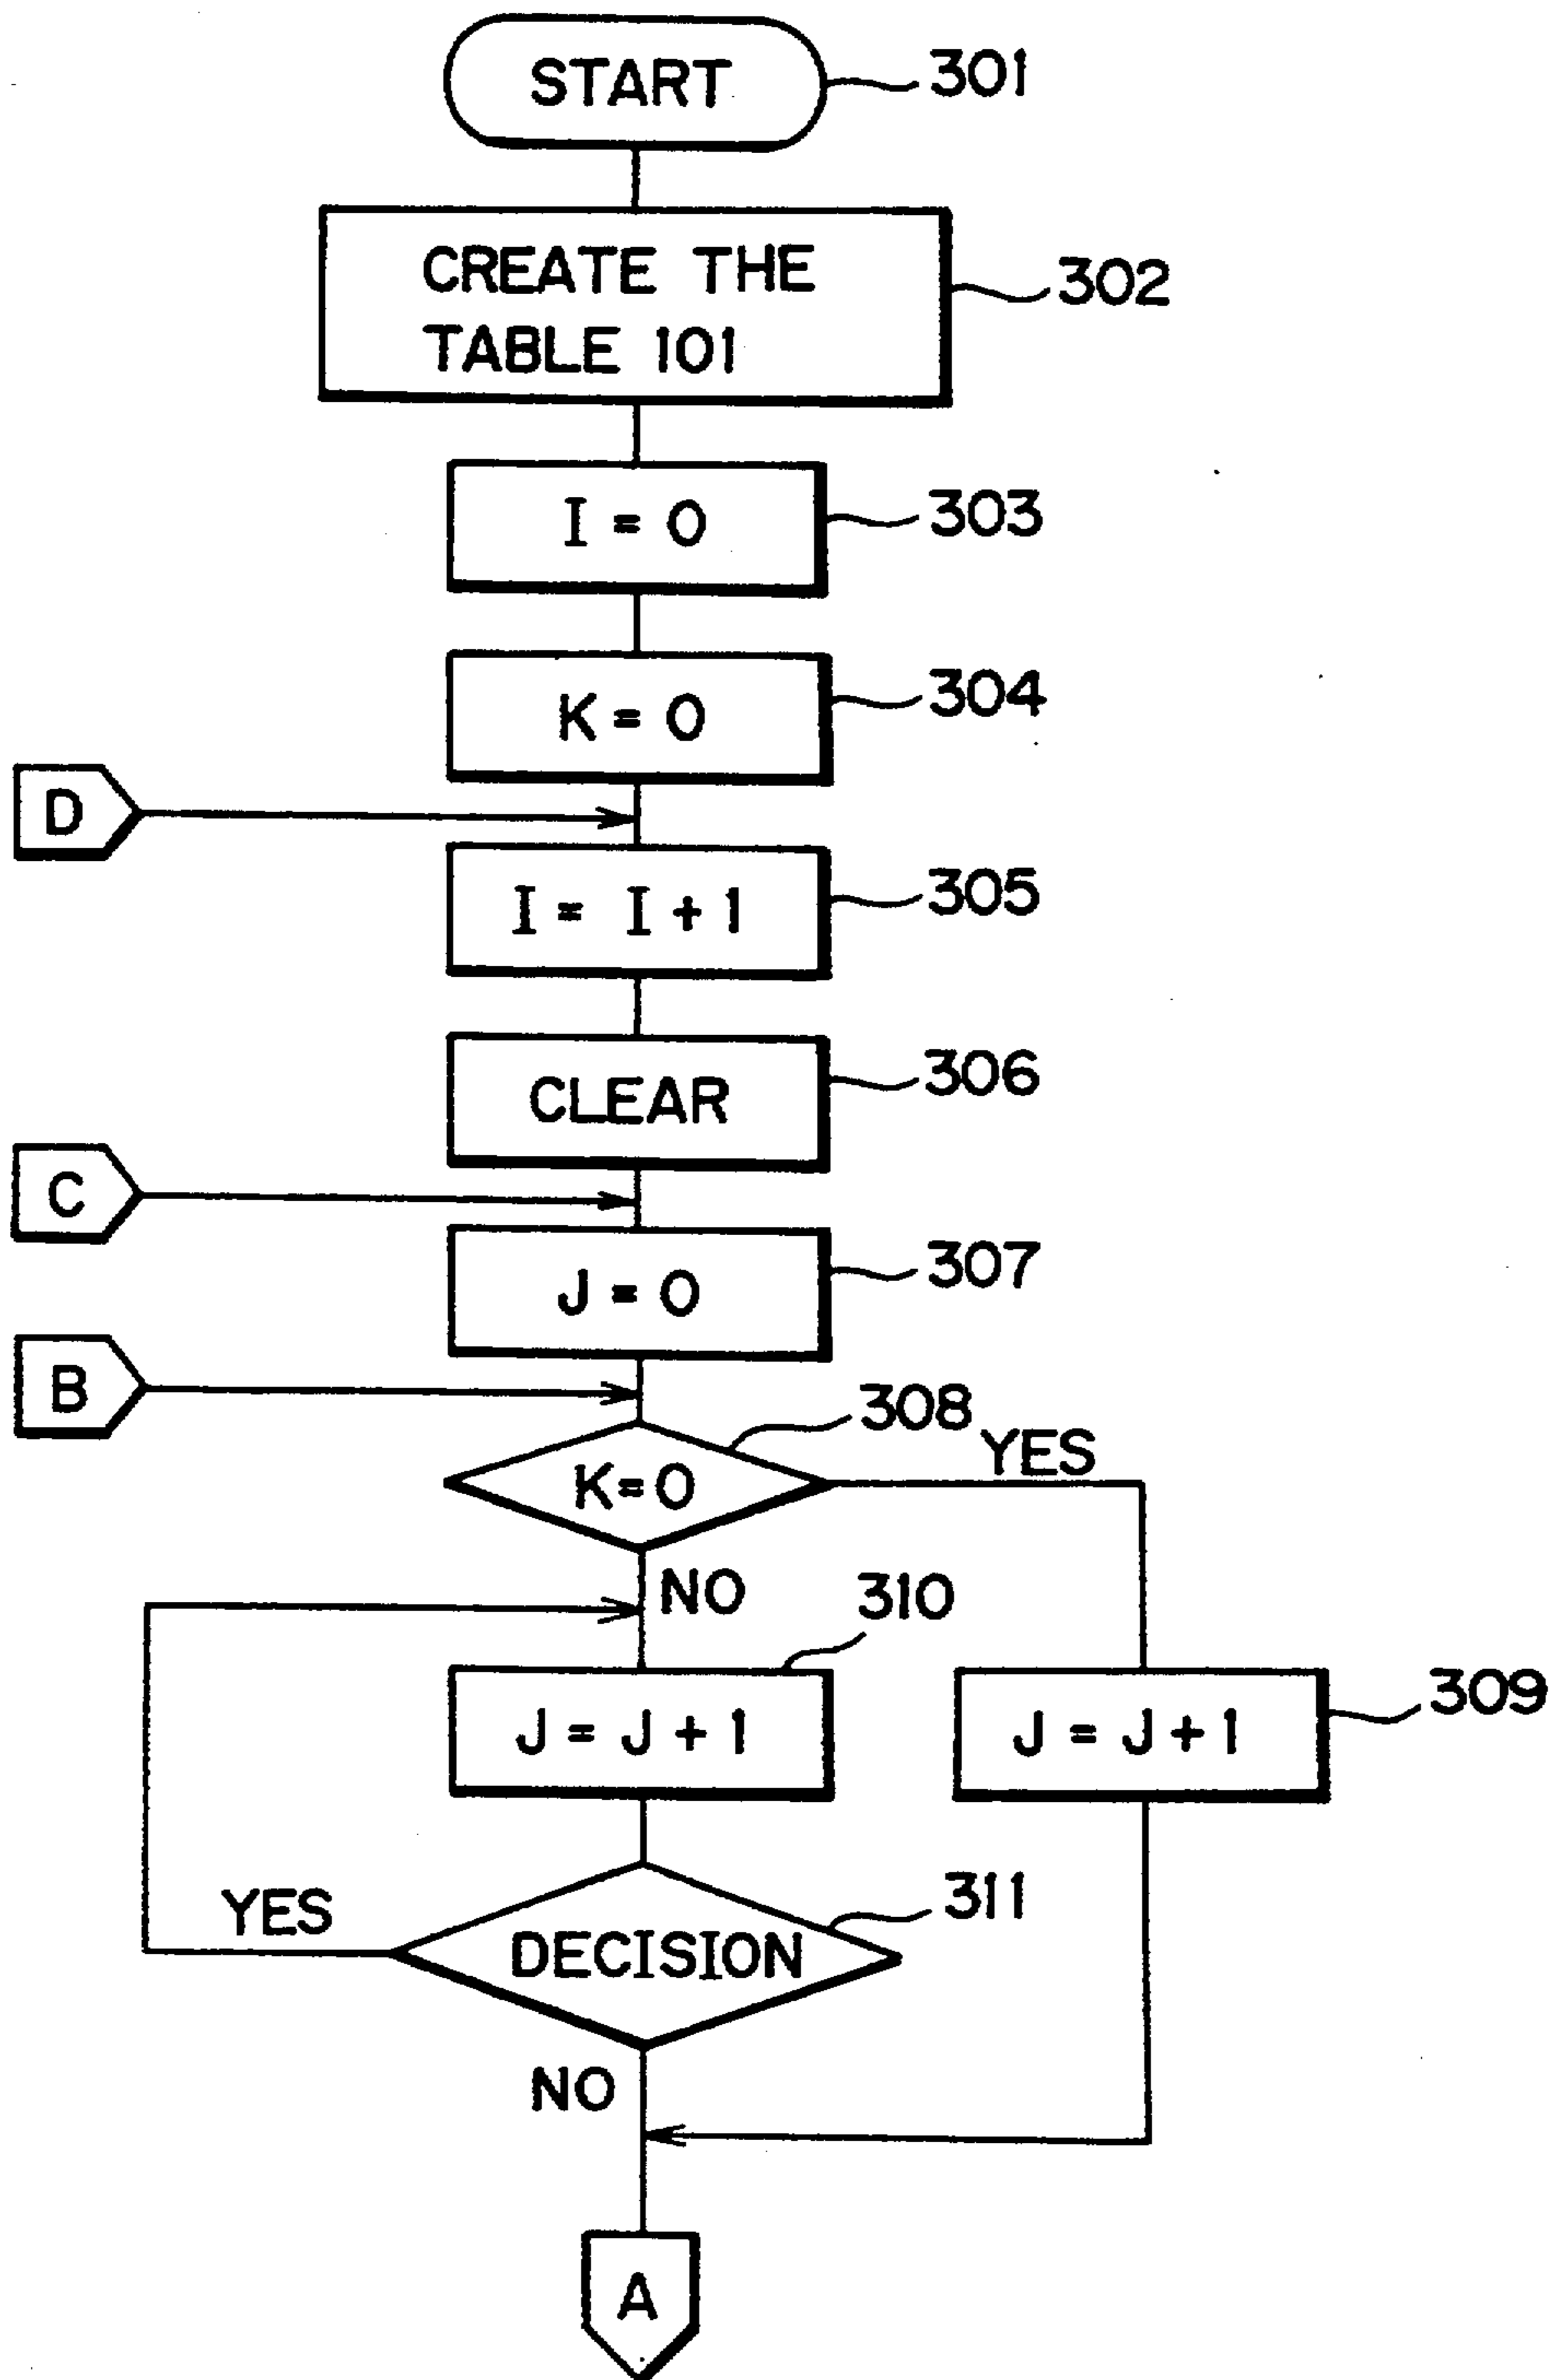 START
301
CREATE THE
TABLE 101
302
I = 0
303
K = 0
304
D
I = I + 1
305
CLEAR
306
C
J = 0
307
B
308
K=0
YES
NO
310
J = J + 1
J = J + 1
309
YES
311
DECISION
NO
A